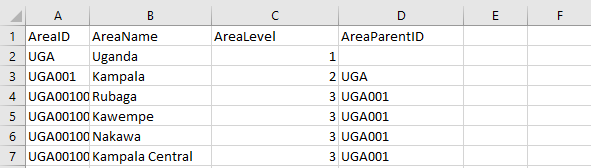 A B C D E F
1 AreaID AreaName AreaLevel AreaParentID
2 UGA Uganda 1
3 UGA001 Kampala 2 UGA
4 UGA00100 Rubaga 3 UGA001
5 UGA00100 Kawempe 3 UGA001
6 UGA00100 Nakawa 3 UGA001
7 UGA00100 Kampala Central 3 UGA001